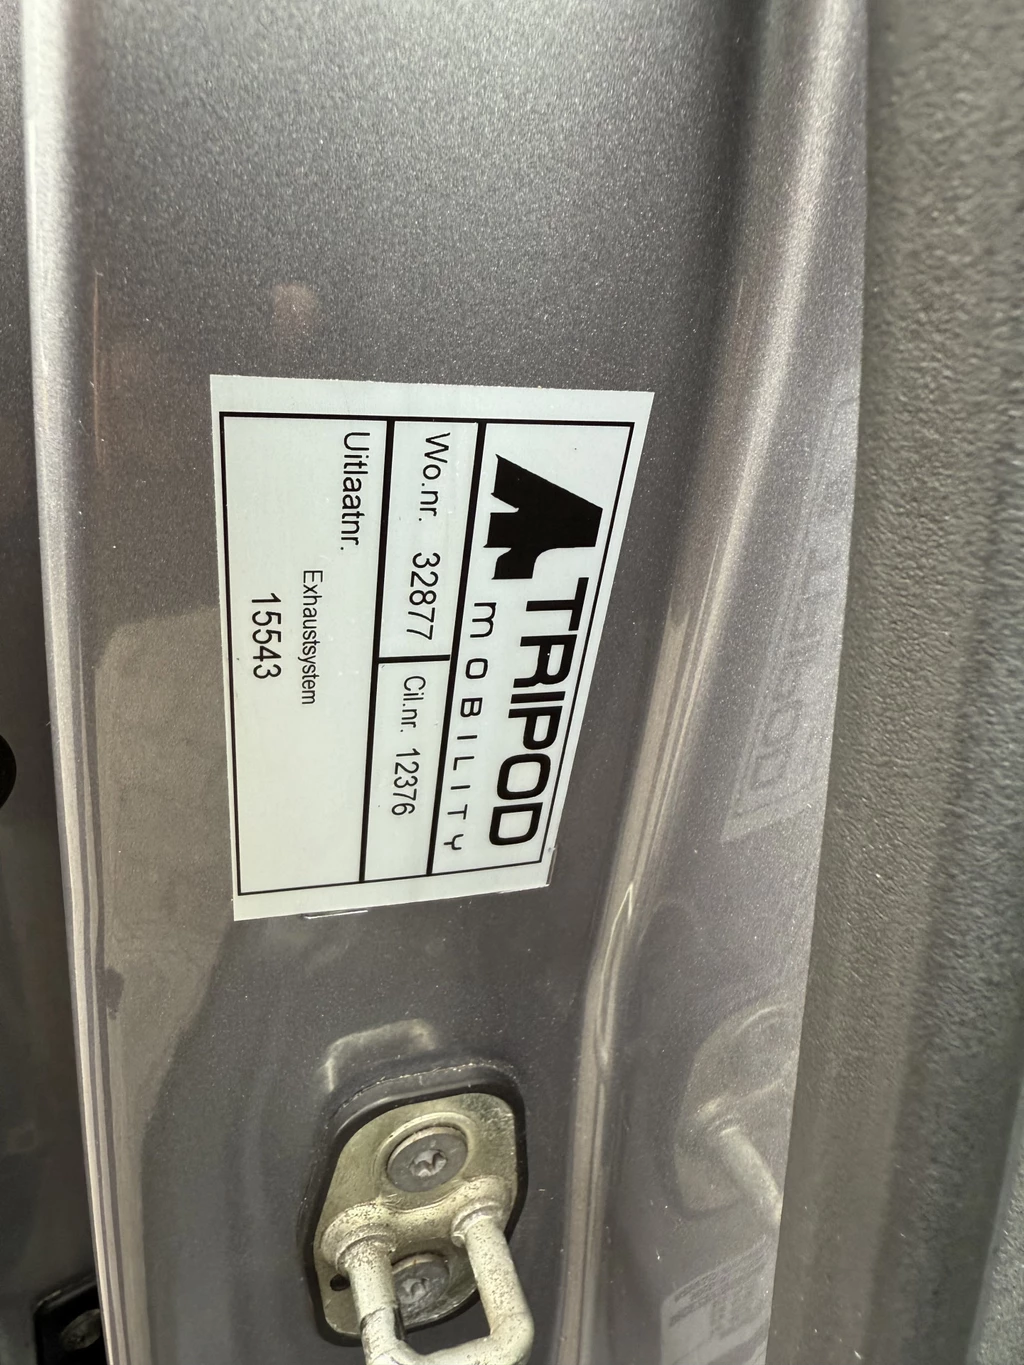 TRIPOD
MOBILITY
Wo.nr. 32877
Cil.nr. 12376
Uitlaatnr.
Exhaustsystem
15543